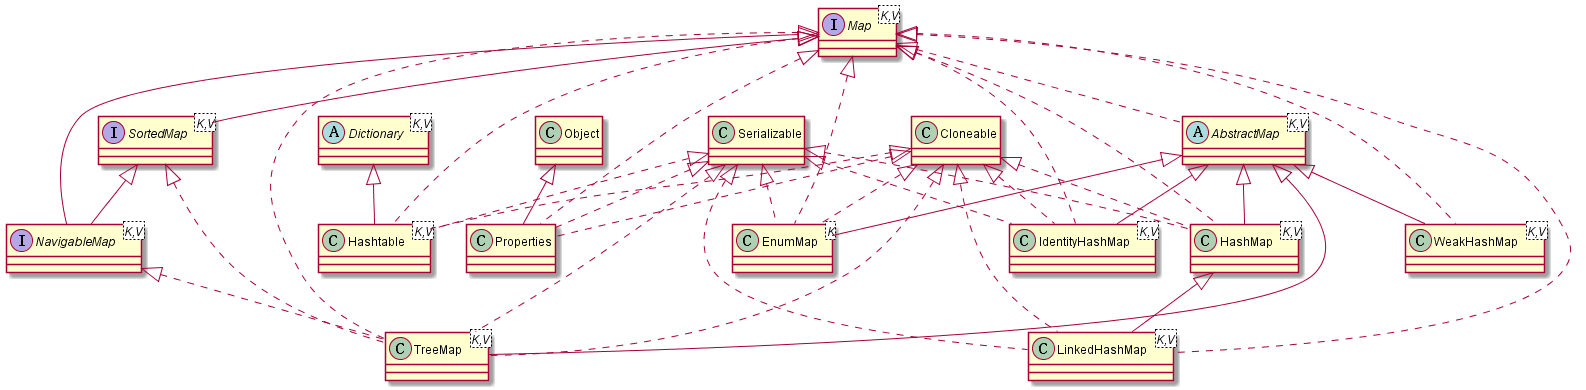 I Map K,V
I SortedMap K,V
A Dictionary K,V
C Object
C Serializable
C Cloneable
A AbstractMap K,V
I NavigableMap K,V
C Hashtable K,V
C Properties
C EnumMap K
C IdentityHashMap K,V
C HashMap K,V
C WeakHashMap K,V
C TreeMap K,V
C LinkedHashMap K,V